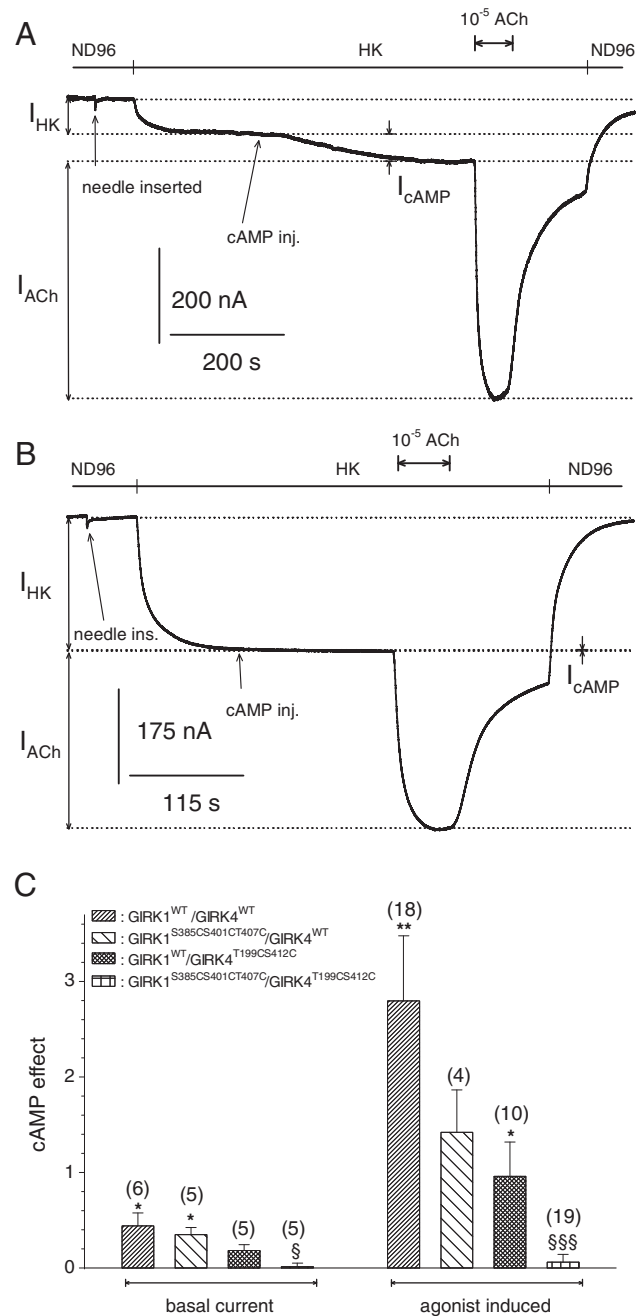 A
10⁻⁵ ACh
ND96 HK ND96
I_HK
needle inserted
cAMP inj.
I_cAMP
I_ACh
200 nA
200 s
B
10⁻⁵ ACh
ND96 HK ND96
I_HK
needle ins.
cAMP inj.
I_cAMP
I_ACh
175 nA
115 s
C
: GIRK1^WT /GIRK4^WT
: GIRK1^S385CS401CT407C/GIRK4^WT
: GIRK1^WT/GIRK4^T199CS412C
: GIRK1^S385CS401CT407C/GIRK4^T199CS412C
(18)
**
(4)
(10)
*
(19)
§§§
(6)
*
(5)
*
(5)
(5)
§
3
2
1
0
cAMP effect
basal current
agonist induced